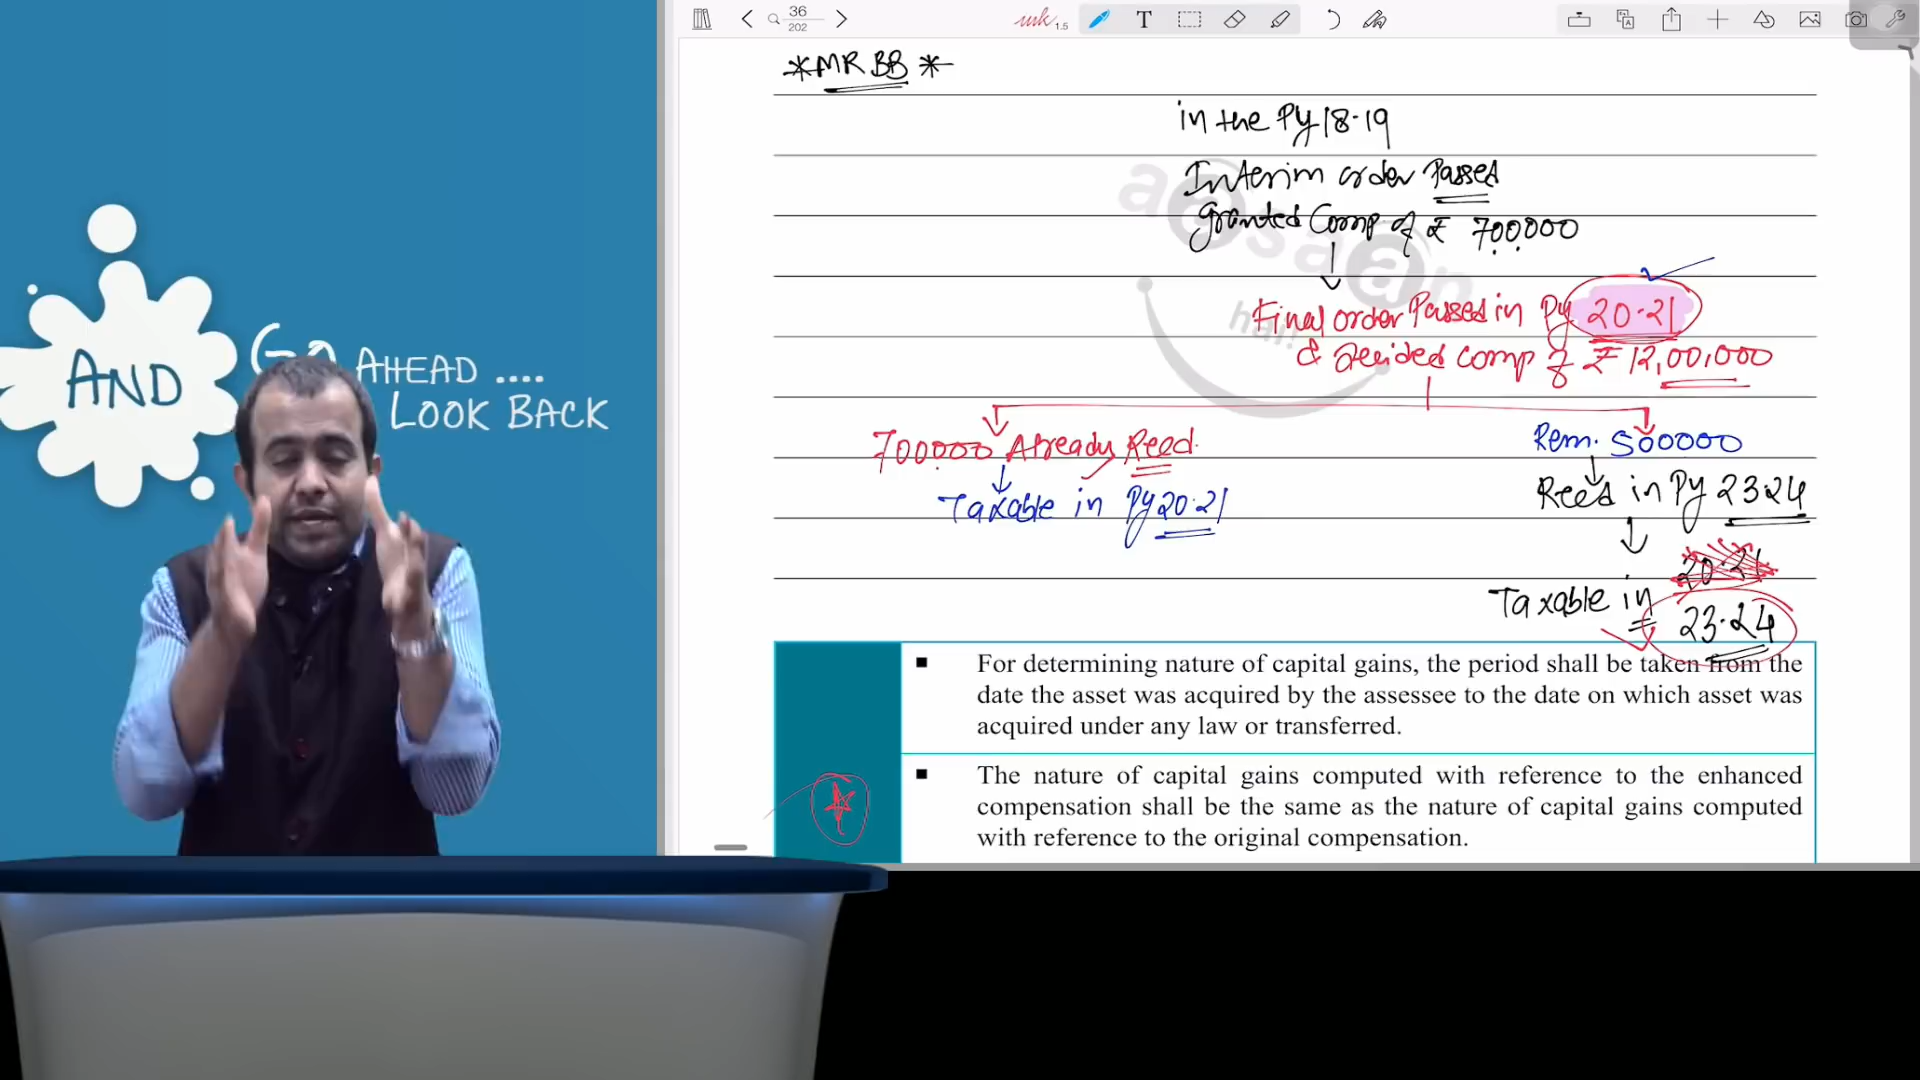 36
202
1.5
T
*MR BB*
in the Py 18-19
Interim order Passed
granted Comp of ₹ 700000
Final order Passed in Py 20-21
& decided comp of ₹ 12,00,000
700000 Already Recd.
Rem. 500000
Taxable in Py 20-21
Recd in Py 23-24
20-21
Taxable in 23-24
aasaan
hai!
AND
GO AHEAD ....
LOOK BACK
▪ For determining nature of capital gains, the period shall be taken from the
date the asset was acquired by the assessee to the date on which asset was
acquired under any law or transferred.
▪ The nature of capital gains computed with reference to the enhanced
compensation shall be the same as the nature of capital gains computed
with reference to the original compensation.